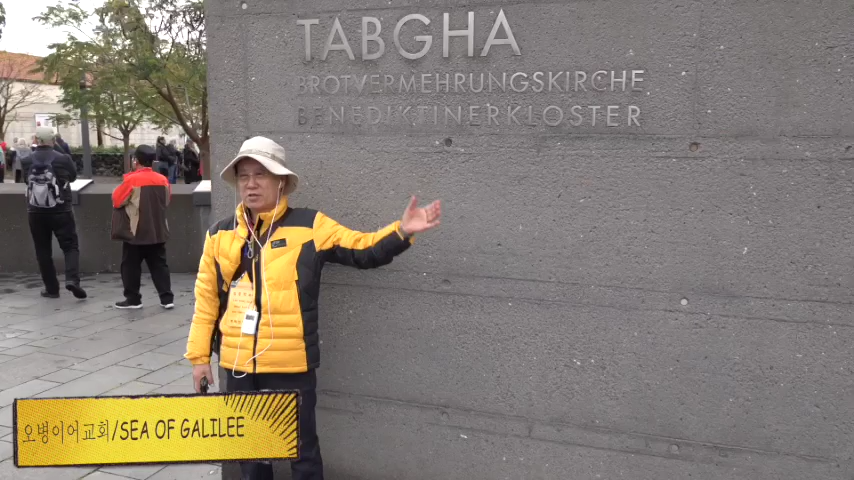 TABGHA
BROTVERMEHRUNGSKIRCHE
BENEDIKTINERKLOSTER
오병이어교회/SEA OF GALILEE